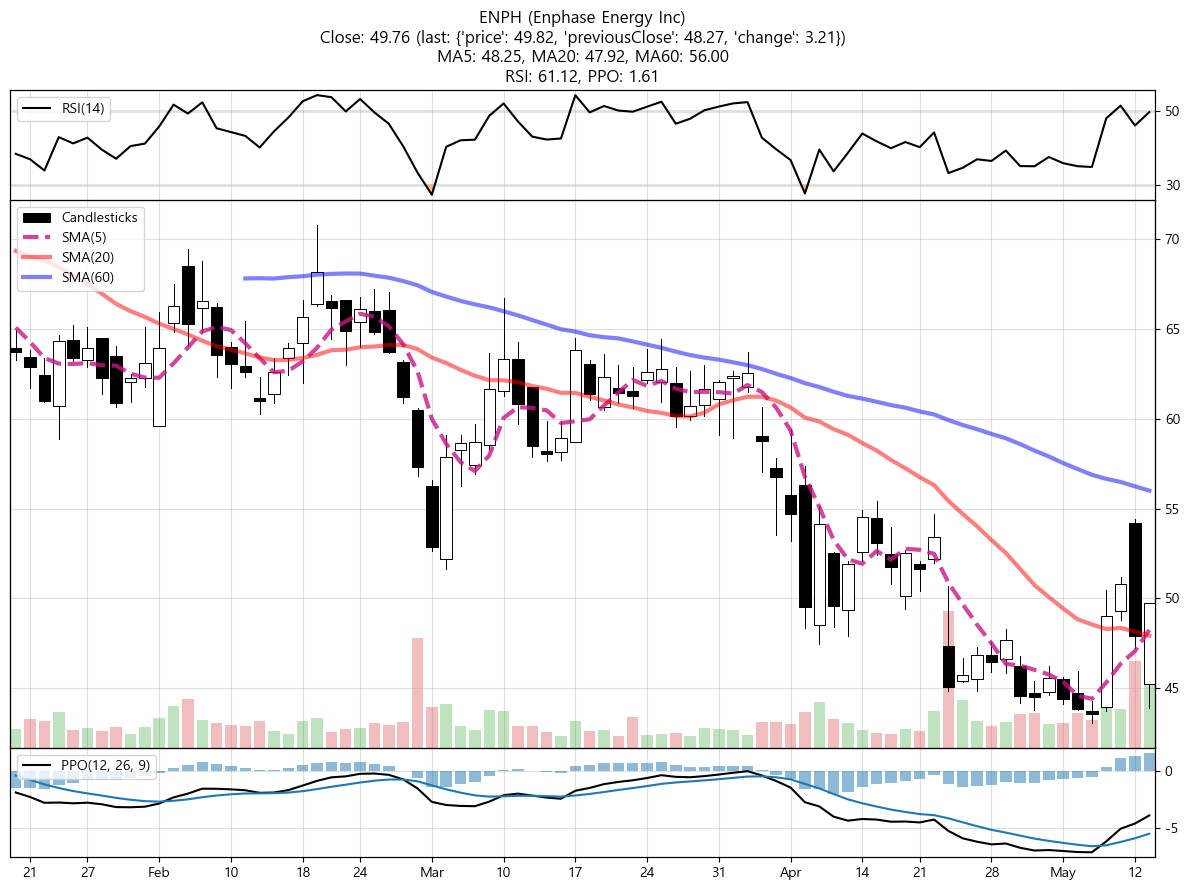 ENPH (Enphase Energy Inc)
Close: 49.76 (last: {'price': 49.82, 'previousClose': 48.27, 'change': 3.21})
MA5: 48.25, MA20: 47.92, MA60: 56.00
RSI: 61.12, PPO: 1.61
RSI(14)
50
30
Candlesticks
SMA(5)
SMA(20)
SMA(60)
70
65
60
55
50
45
PPO(12, 26, 9)
0
-5
21 27 Feb 10 18 24 Mar 10 17 24 31 Apr 14 21 28 May 12